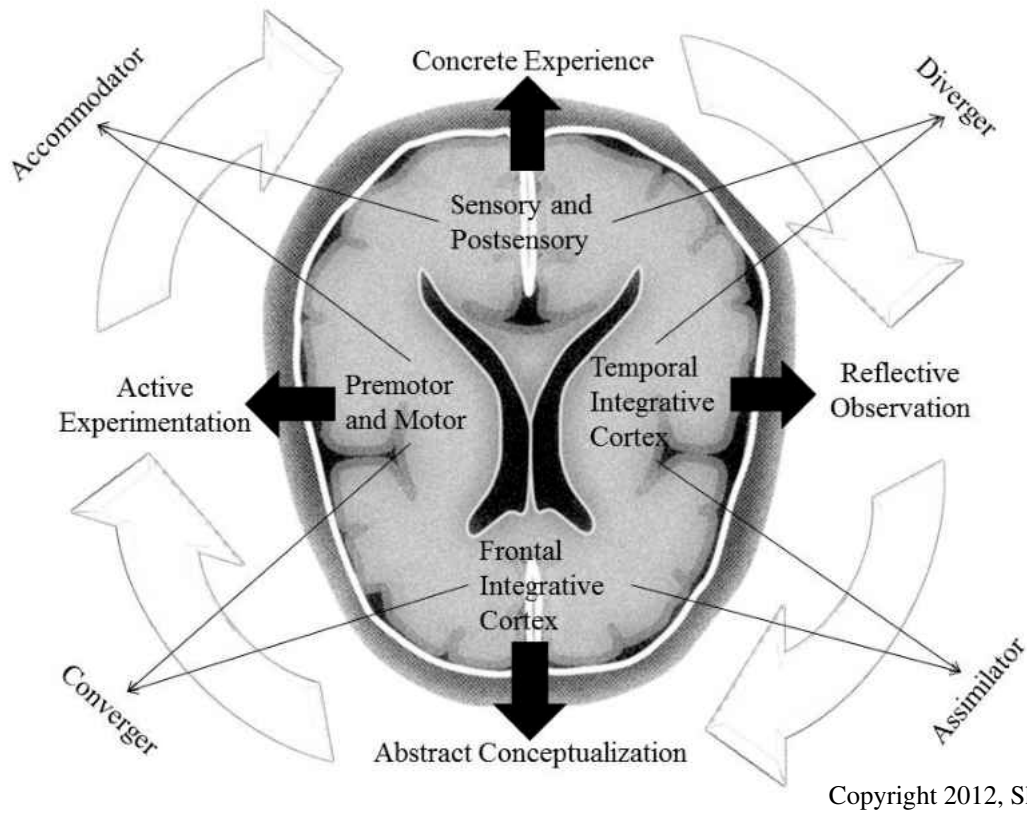 Concrete Experience
Accommodator
Diverger
Sensory and
Postsensory
Active
Experimentation
Premotor
and Motor
Temporal
Integrative
Cortex
Reflective
Observation
Frontal
Integrative
Cortex
Converger
Assimilator
Abstract Conceptualization
Copyright 2012,